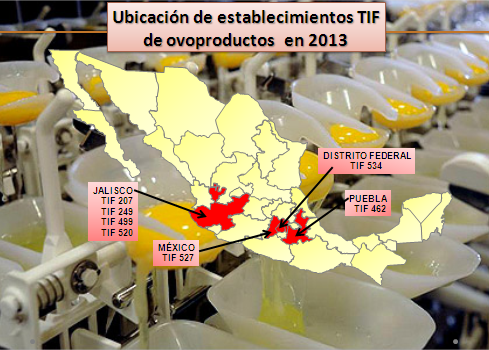 Ubicación de establecimientos TIF
de ovoproductos en 2013
DISTRITO FEDERAL
TIF 534
JALISCO
TIF 207
TIF 249
TIF 499
TIF 520
PUEBLA
TIF 462
MÉXICO
TIF 527